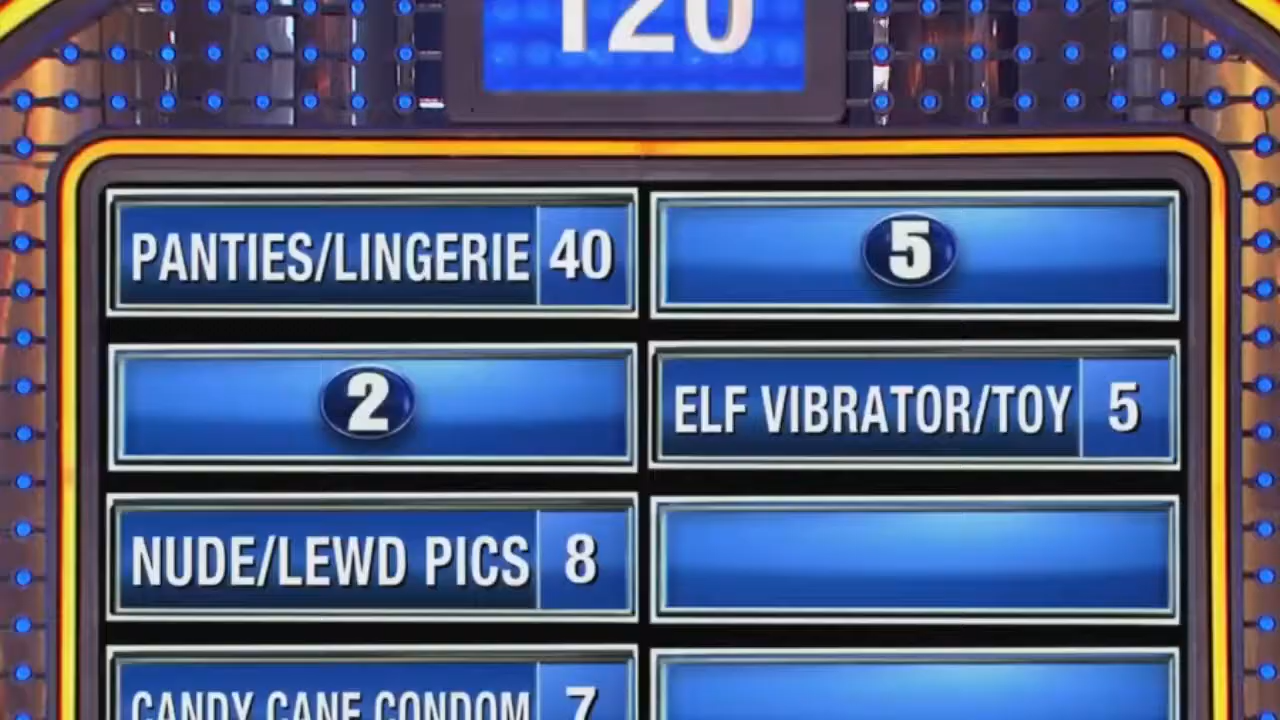 120
PANTIES/LINGERIE 40
5
2
ELF VIBRATOR/TOY 5
NUDE/LEWD PICS 8
CANDY CANE CONDOM 7